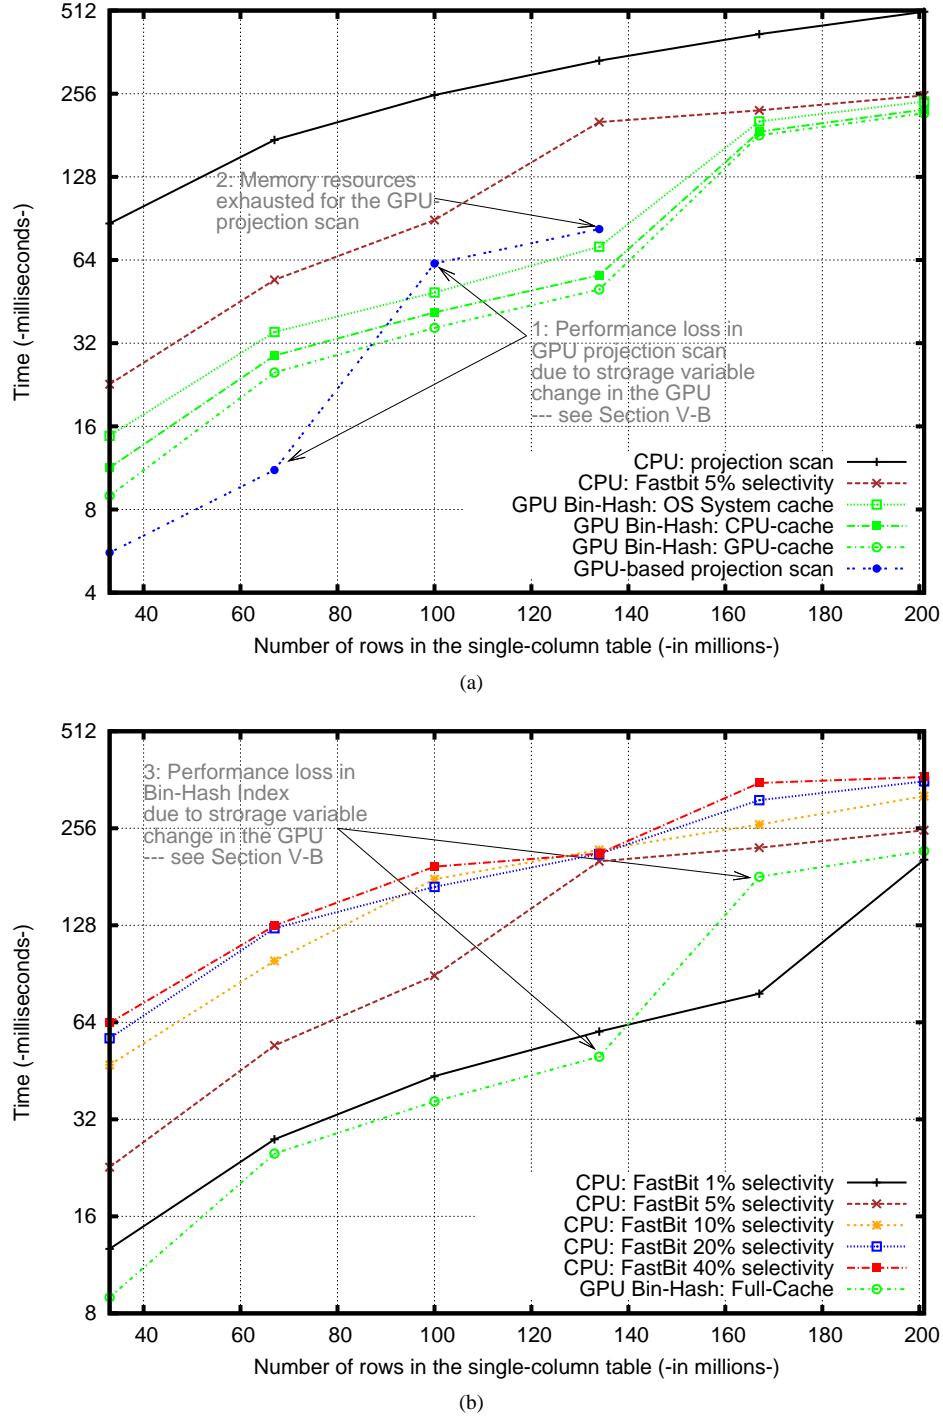 512
256
128
64
32
16
8
4
Time (-milliseconds-)
2: Memory resources
exhausted for the GPU
projection scan
1: Performance loss in
GPU projection scan
due to strorage variable
change in the GPU
--- see Section V-B
CPU: projection scan
CPU: Fastbit 5% selectivity
GPU Bin-Hash: OS System cache
GPU Bin-Hash: CPU-cache
GPU Bin-Hash: GPU-cache
GPU-based projection scan
40 60 80 100 120 140 160 180 200
Number of rows in the single-column table (-in millions-)
(a)
512
256
128
64
32
16
8
Time (-milliseconds-)
3: Performance loss in
Bin-Hash Index
due to strorage variable
change in the GPU
--- see Section V-B
CPU: FastBit 1% selectivity
CPU: FastBit 5% selectivity
CPU: FastBit 10% selectivity
CPU: FastBit 20% selectivity
CPU: FastBit 40% selectivity
GPU Bin-Hash: Full-Cache
40 60 80 100 120 140 160 180 200
Number of rows in the single-column table (-in millions-)
(b)